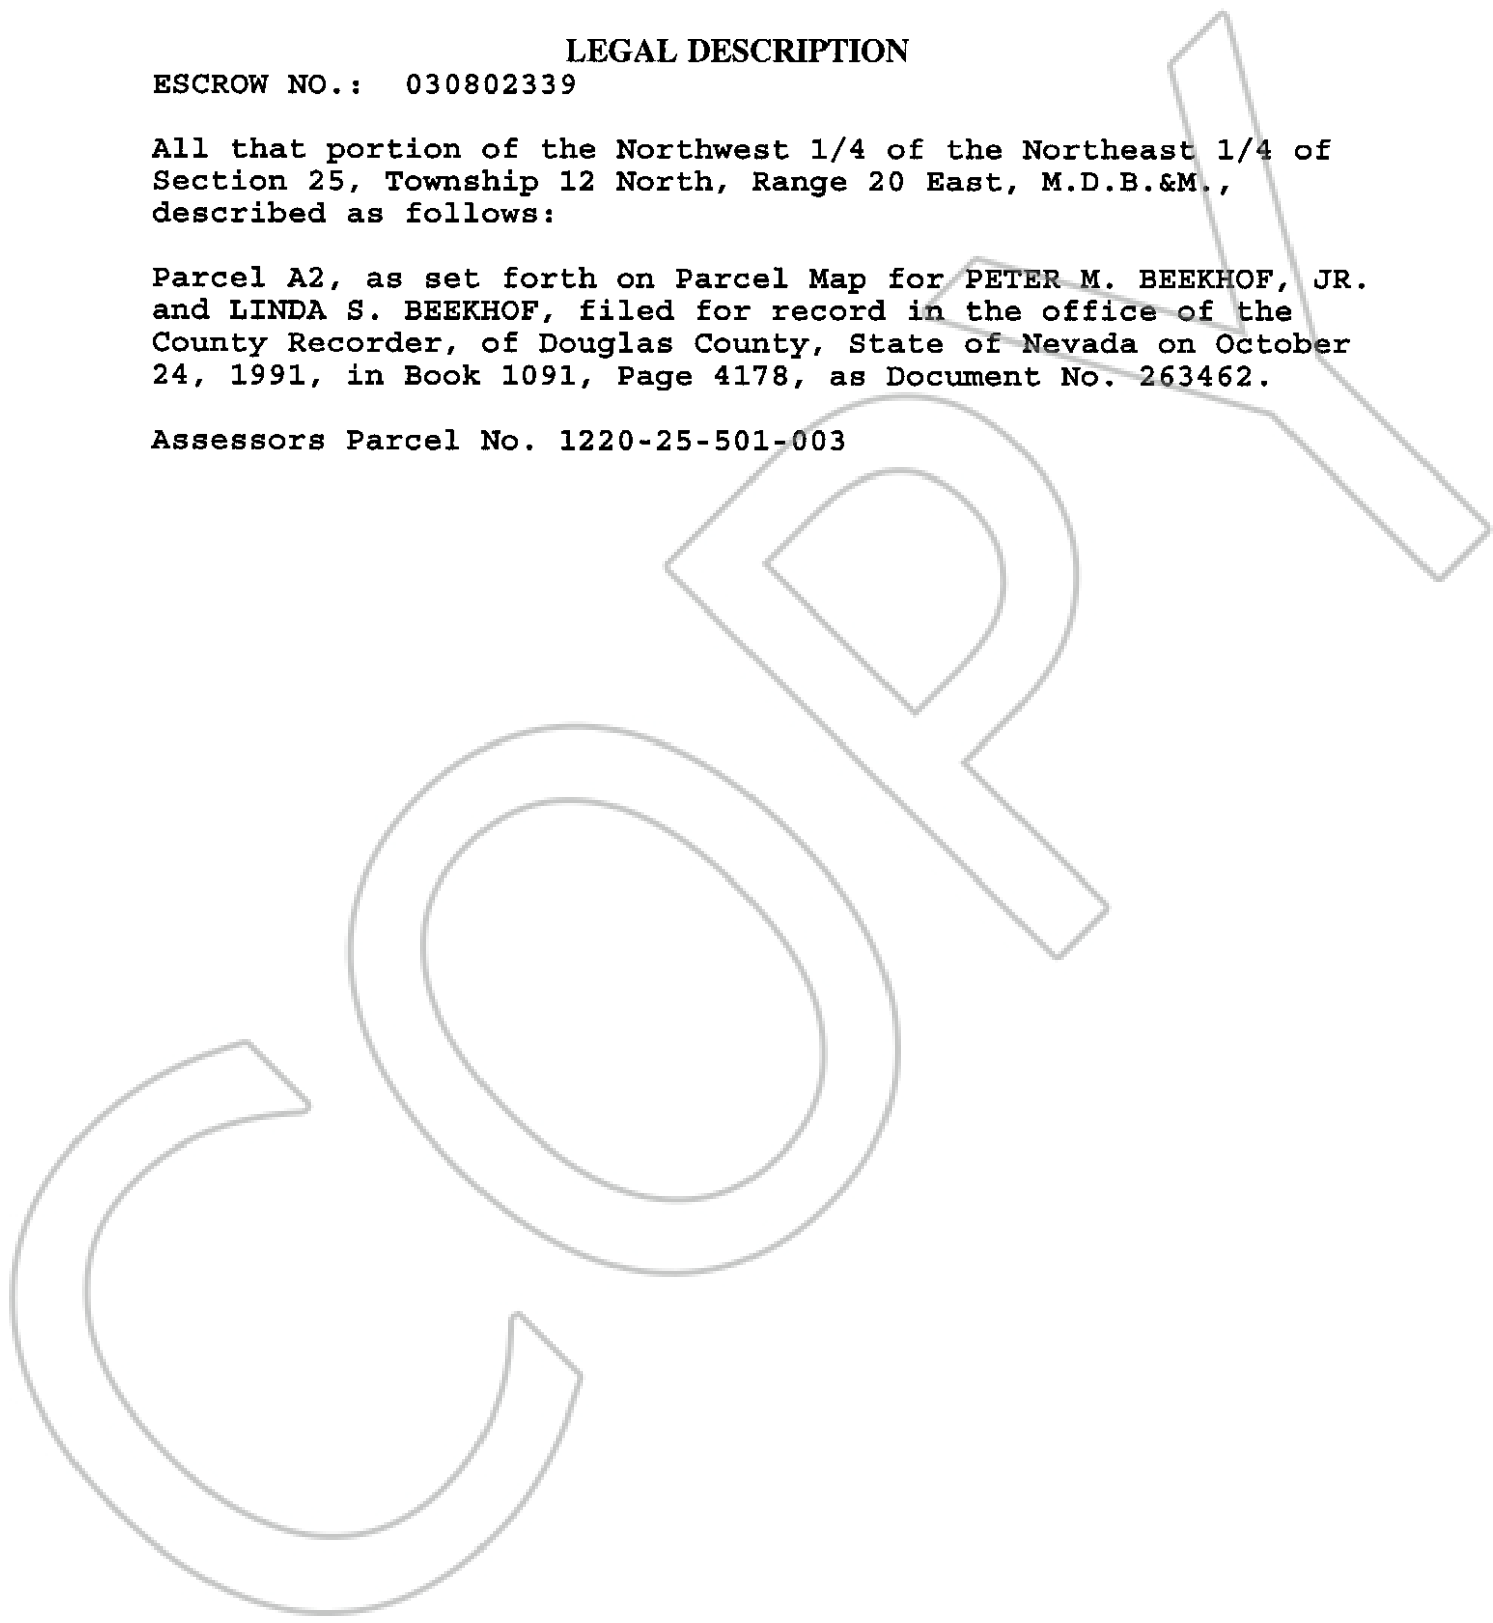 LEGAL DESCRIPTION
ESCROW NO.: 030802339
All that portion of the Northwest 1/4 of the Northeast 1/4 of
Section 25, Township 12 North, Range 20 East, M.D.B.&M.,
described as follows:
Parcel A2, as set forth on Parcel Map for PETER M. BEEKHOF, JR.
and LINDA S. BEEKHOF, filed for record in the office of the
County Recorder, of Douglas County, State of Nevada on October
24, 1991, in Book 1091, Page 4178, as Document No. 263462.
Assessors Parcel No. 1220-25-501-003
COPY